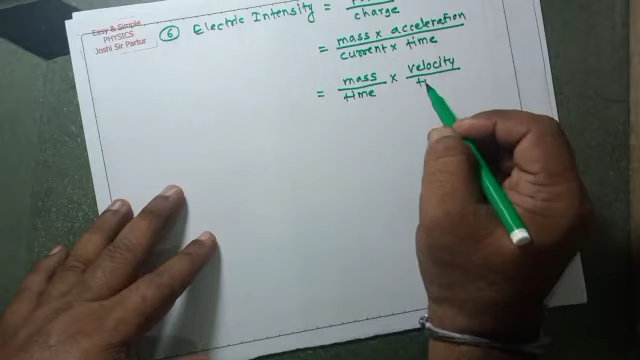 Easy & Simple
PHYSICS
Joshi Sir Partur
6 Electric Intensity =
charge
= mass x acceleration
current x time
= mass x velocity
time t